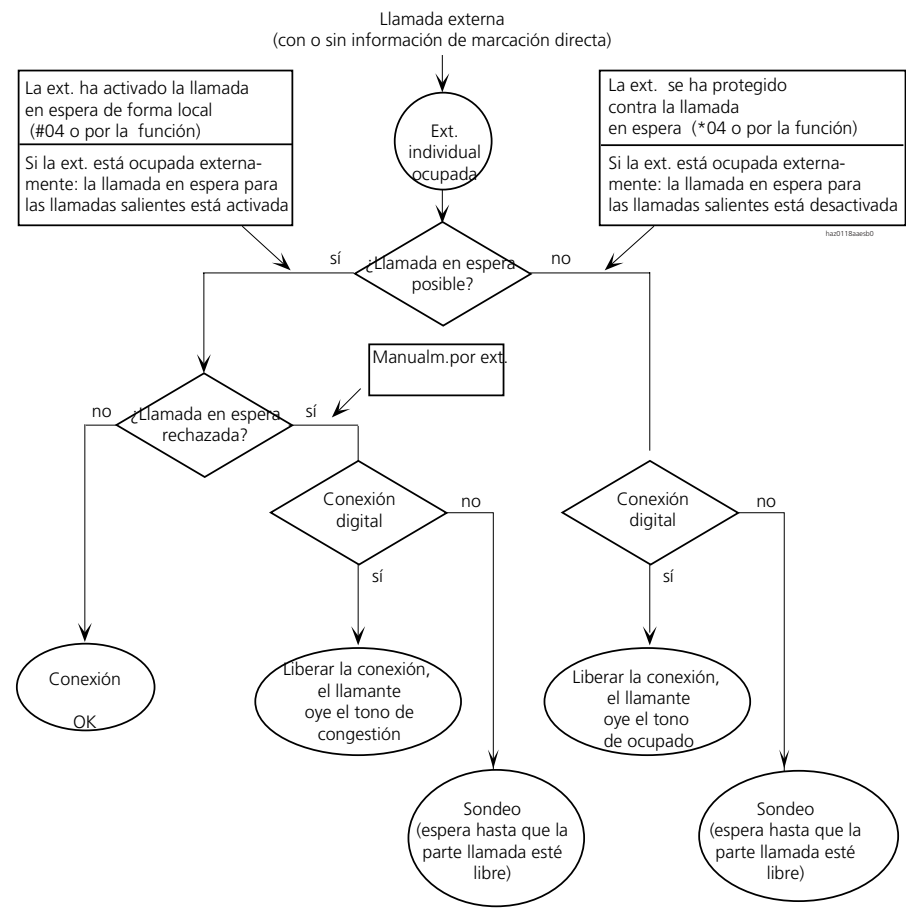 Llamada externa
(con o sin información de marcación directa)
La ext. ha activado la llamada
en espera de forma local
(#04 o por la función)
Si la ext. está ocupada externa-
mente: la llamada en espera para
las llamadas salientes está activada
Ext.
individual
ocupada
La ext. se ha protegido
contra la llamada
en espera (*04 o por la función)
Si la ext. está ocupada externa-
mente: la llamada en espera para
las llamadas salientes está desactivada
haz0118aaesb0
sí
¿Llamada en espera
posible?
no
Manualm.por ext.
no
¿Llamada en espera
rechazada?
sí
Conexión
digital
no
sí
Conexión
digital
no
sí
Conexión
OK
Liberar la conexión,
el llamante
oye el tono de
congestión
Liberar la conexión,
el llamante
oye el tono
de ocupado
Sondeo
(espera hasta que la
parte llamada esté
libre)
Sondeo
(espera hasta que la
parte llamada esté
libre)